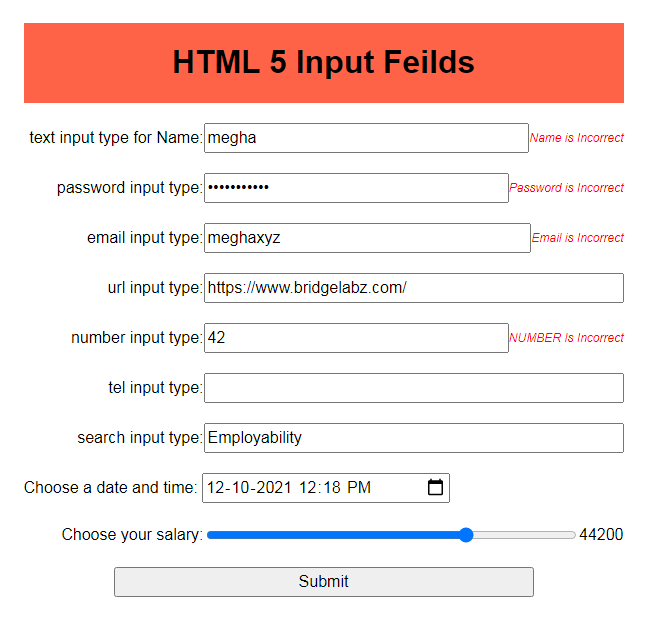 HTML 5 Input Feilds
text input type for Name: megha Name is Incorrect
password input type: ••••••••••• Password is Incorrect
email input type: meghaxyz Email is Incorrect
url input type: https://www.bridgelabz.com/
number input type: 42 NUMBER is Incorrect
tel input type:
search input type: Employability
Choose a date and time: 12-10-2021 12:18 PM
Choose your salary: 44200
Submit